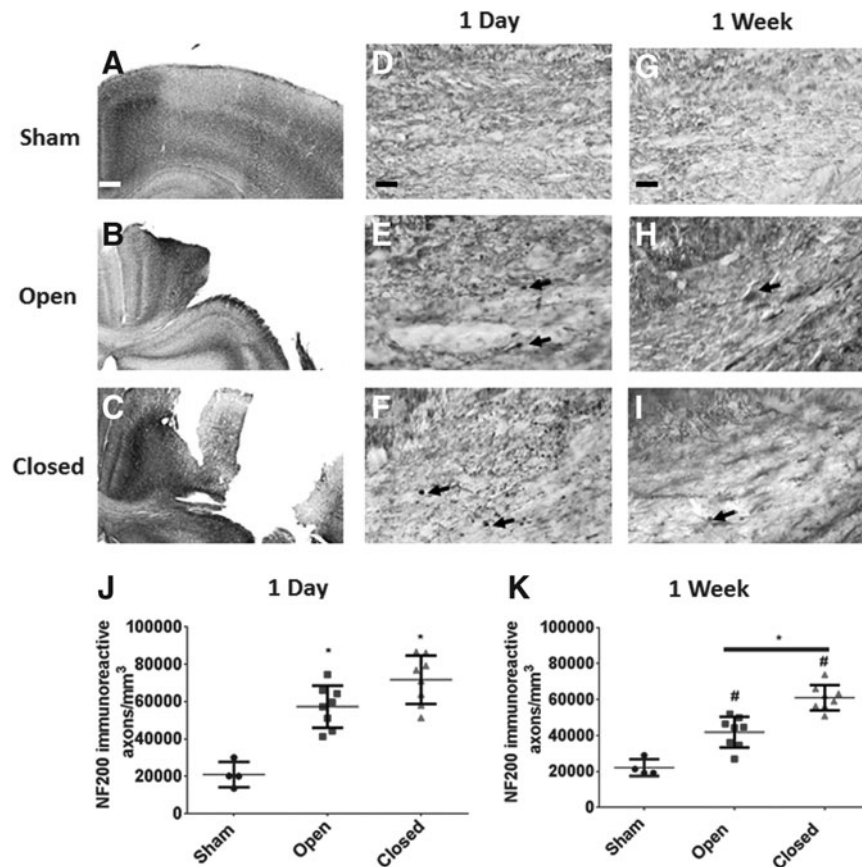 1 Day
1 Week
A
D
G
Sham
B
E
H
Open
C
F
I
Closed
J
1 Day
K
1 Week
NF200 immunoreactive
axons/mm3
100000
80000
60000
40000
20000
0
*
*
Sham
Open
Closed
NF200 immunoreactive
axons/mm3
100000
80000
60000
40000
20000
0
*
#
#
Sham
Open
Closed